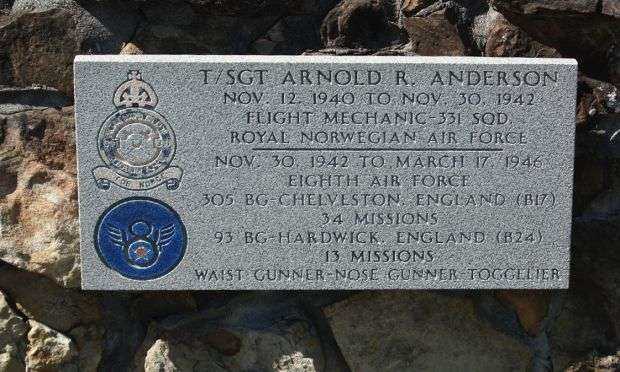 T/SGT ARNOLD R. ANDERSON
NOV. 12, 1940 TO NOV. 30, 1942
FLIGHT MECHANIC-331 SQD.
ROYAL NORWEGIAN AIR FORCE
NOV. 30, 1942 TO MARCH 17, 1946
EIGHTH AIR FORCE
305 BG-CHELVESTON, ENGLAND (B17)
34 MISSIONS
93 BG-HARDWICK, ENGLAND (B24)
13 MISSIONS
WAIST GUNNER-NOSE GUNNER-TOGGELIER